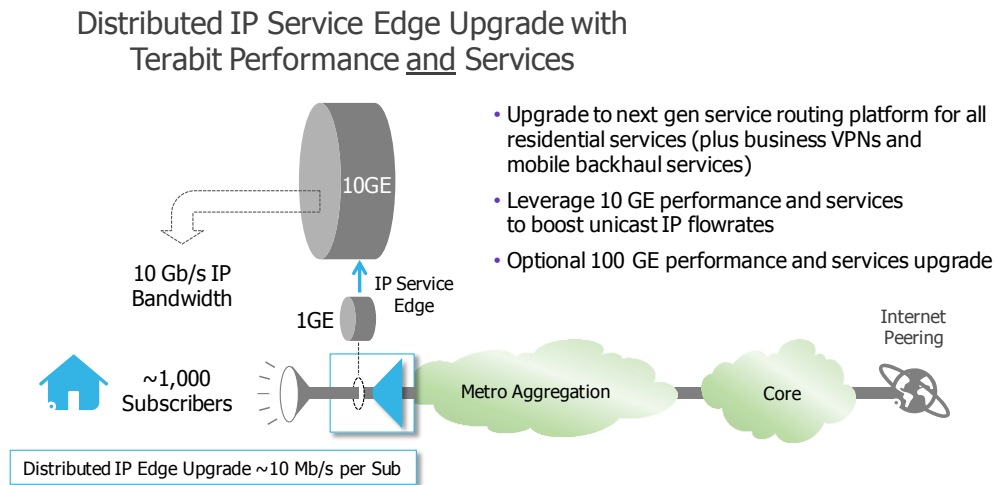 Distributed IP Service Edge Upgrade with
Terabit Performance and Services
• Upgrade to next gen service routing platform for all
residential services (plus business VPNs and
mobile backhaul services)
• Leverage 10 GE performance and services
to boost unicast IP flowrates
• Optional 100 GE performance and services upgrade
10GE
10 Gb/s IP
Bandwidth
IP Service
Edge
1GE
Internet
Peering
~1,000
Subscribers
Metro Aggregation
Core
Distributed IP Edge Upgrade ~10 Mb/s per Sub